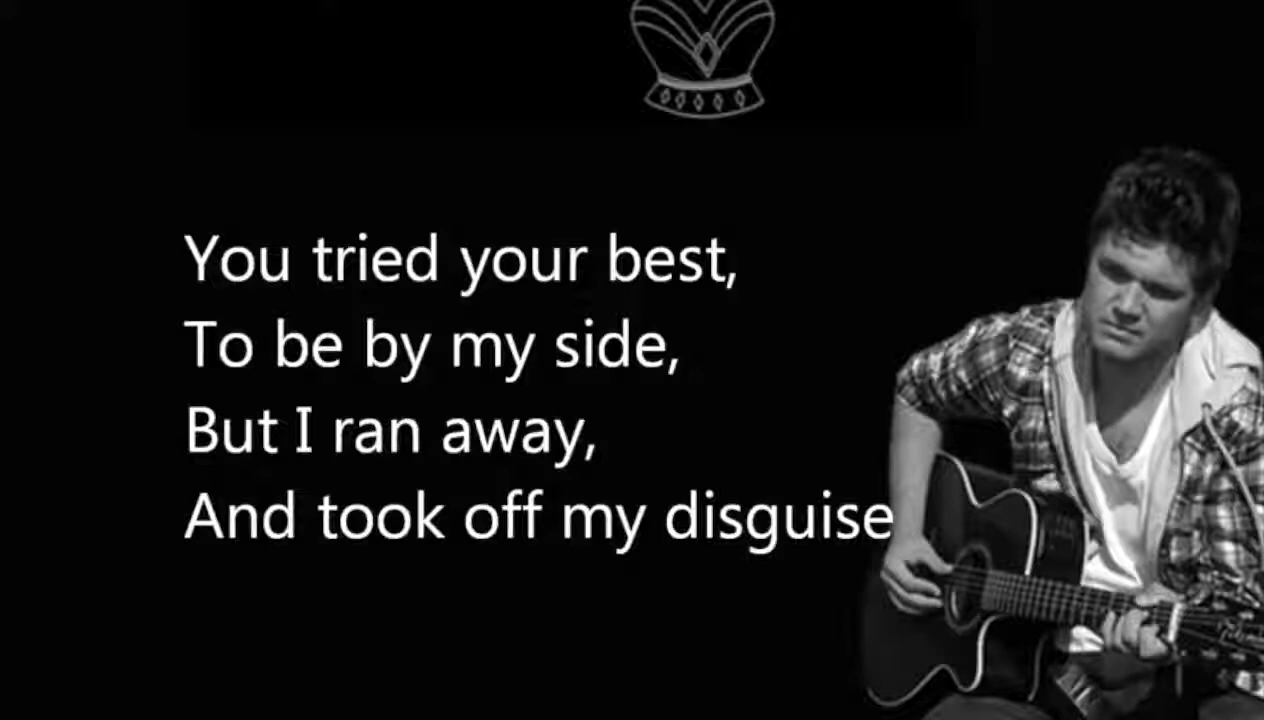 You tried your best,
To be by my side,
But I ran away,
And took off my disguise